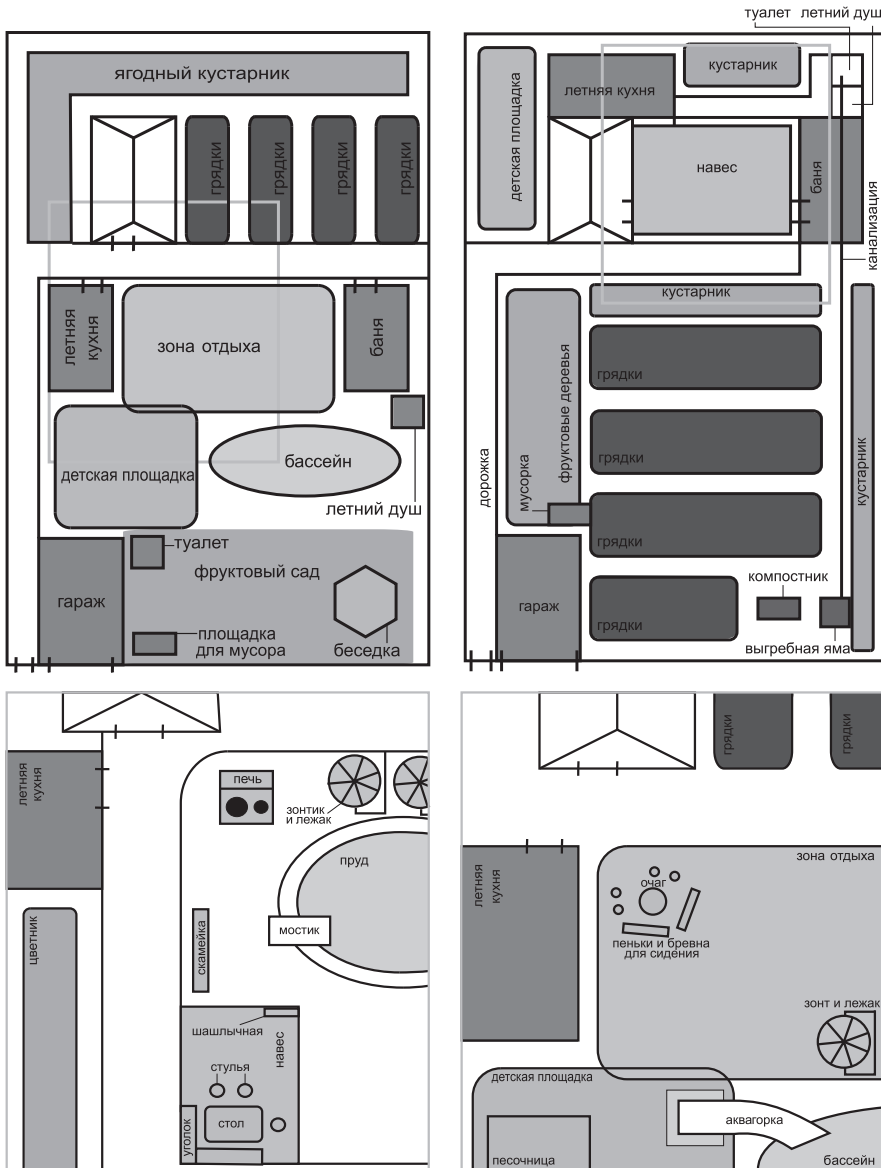 ягодный кустарник
грядки
грядки
грядки
грядки
летняя
кухня
зона отдыха
баня
детская площадка
бассейн
летний душ
туалет
фруктовый сад
гараж
площадка
для мусора
беседка
туалет
летний душ
детская площадка
летняя кухня
кустарник
навес
баня
канализация
кустарник
дорожка
фруктовые деревья
мусорка
грядки
грядки
грядки
грядки
кустарник
гараж
компостник
выгребная яма
летняя
кухня
печь
зонтик
и лежак
пруд
мостик
скамейка
цветник
шашлычная
навес
стулья
стол
уголок
грядки
грядки
летняя
кухня
зона отдыха
очаг
пеньки и бревна
для сидения
зонт и лежак
детская площадка
аквагорка
песочница
бассейн